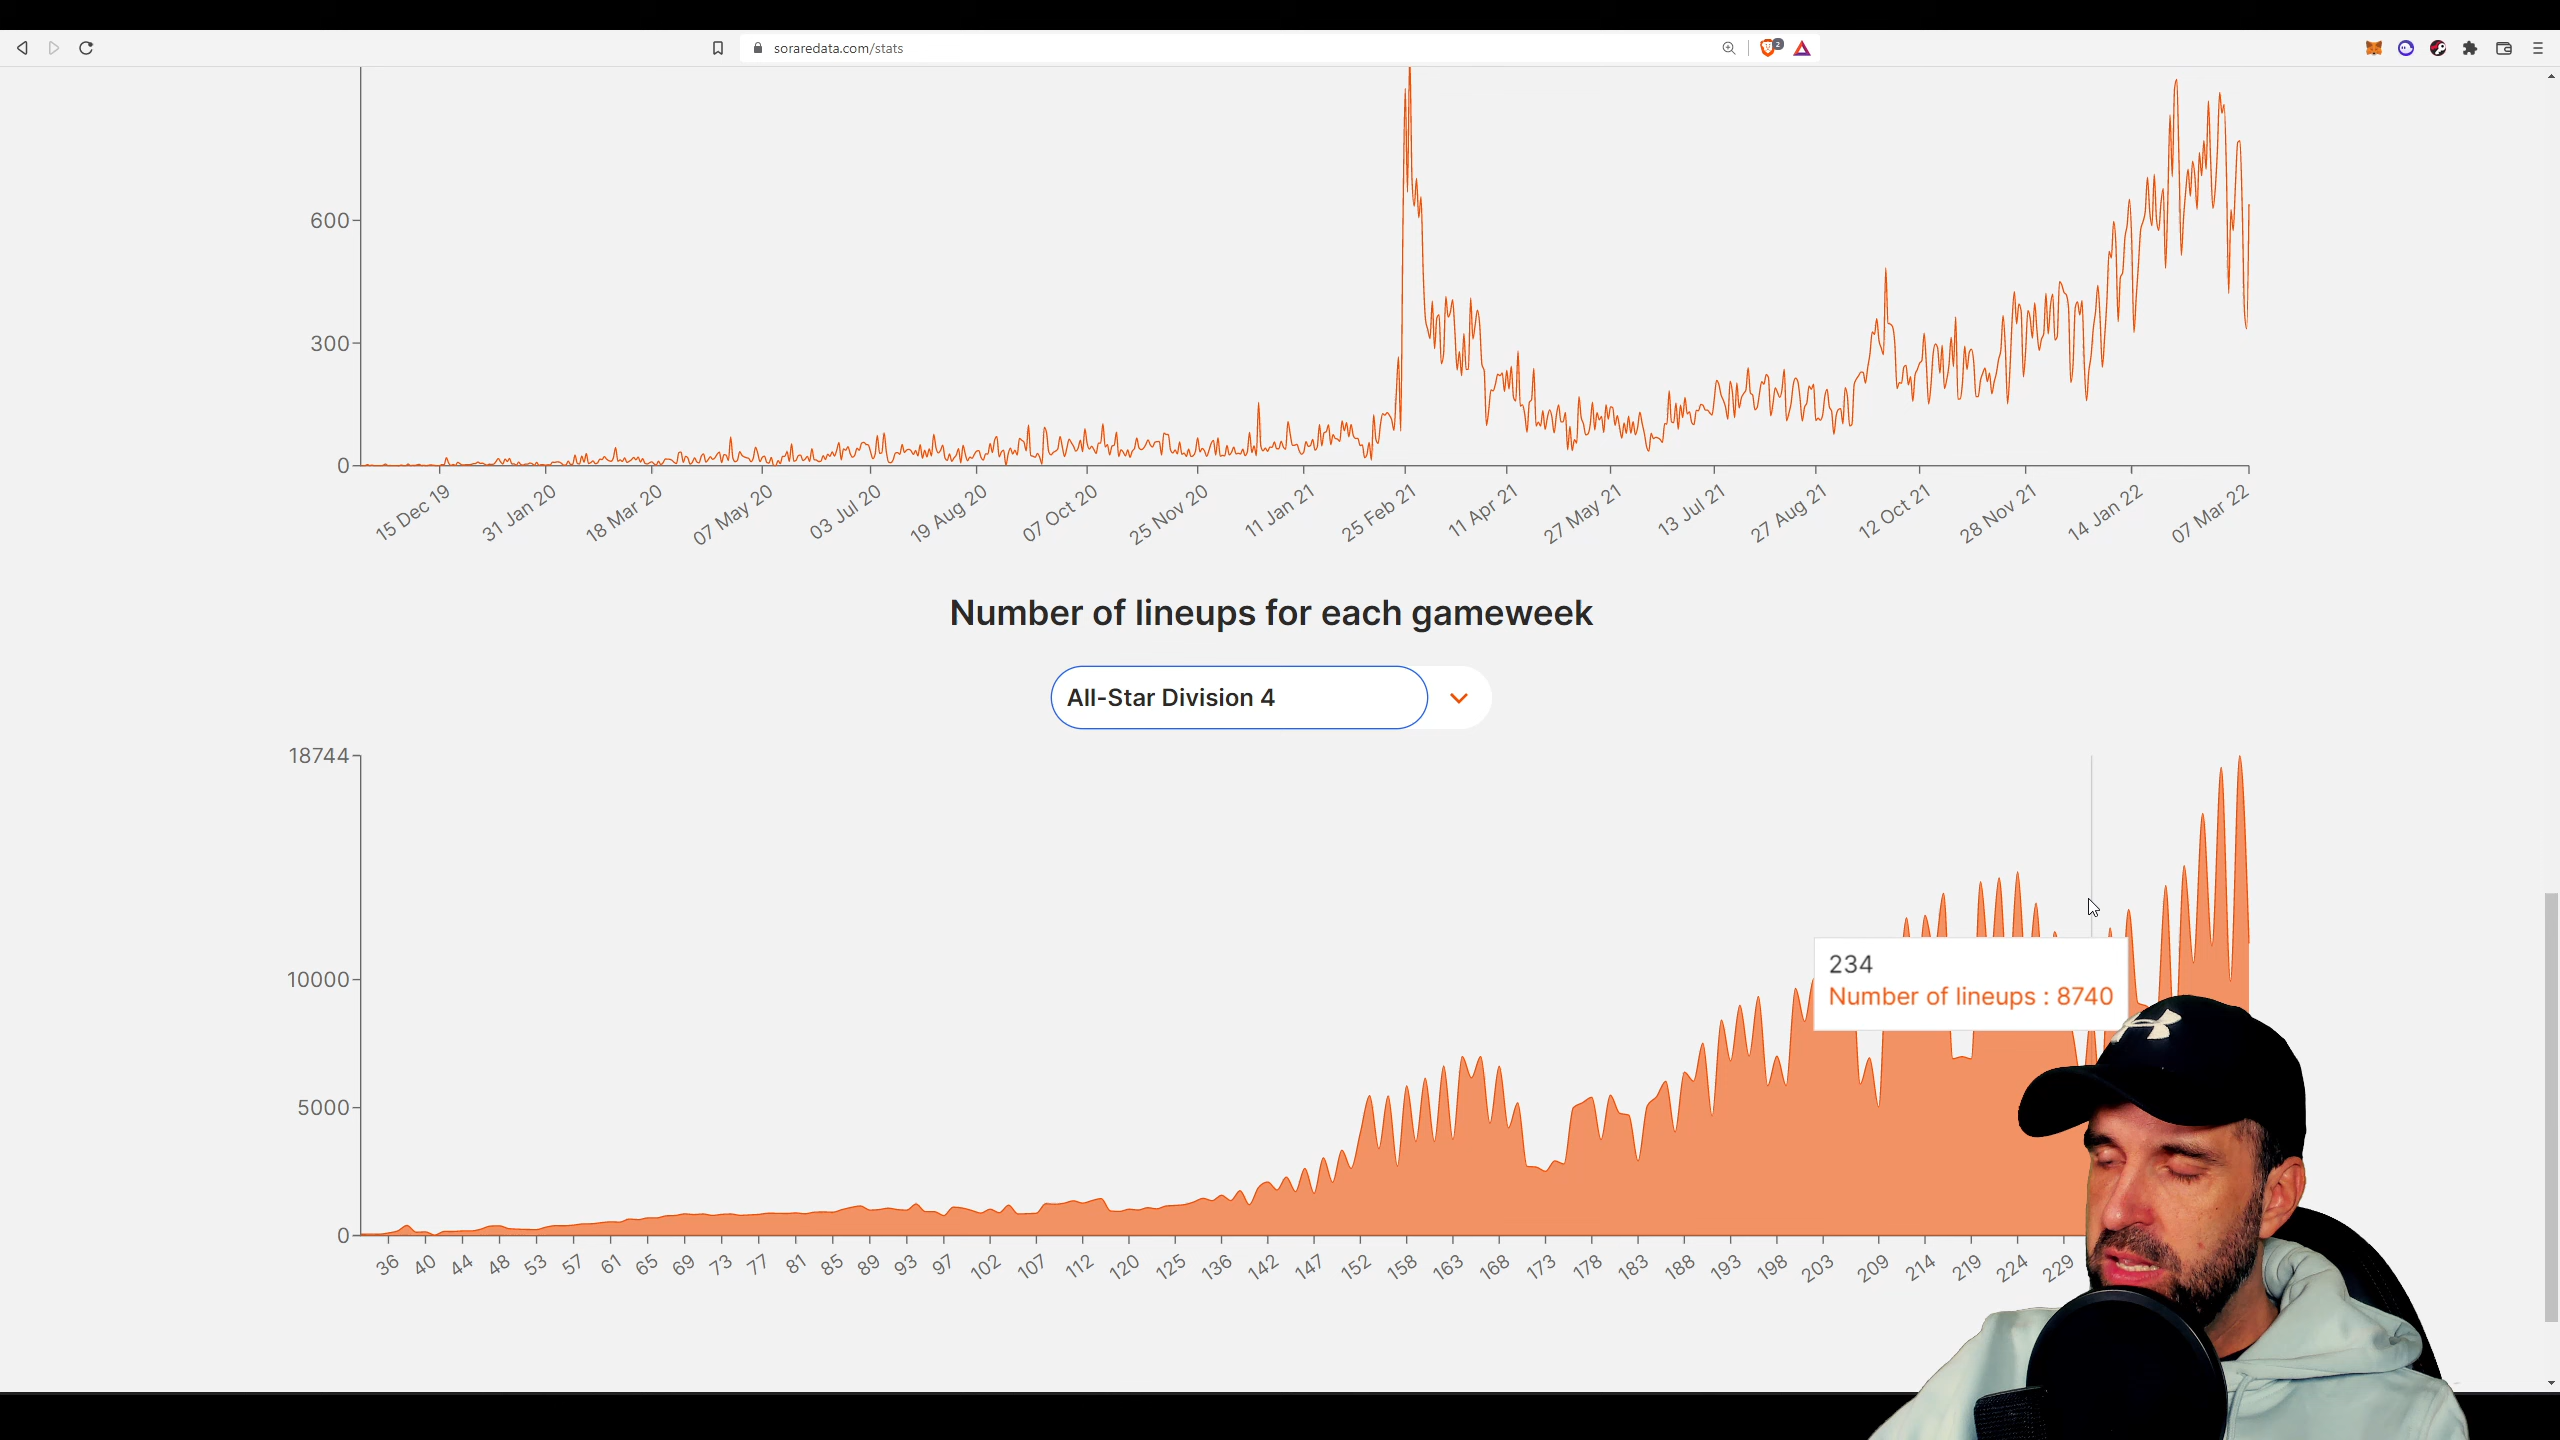 soraredata.com/stats
2
600
300
0
15 Dec 19
31 Jan 20
18 Mar 20
07 May 20
03 Jul 20
19 Aug 20
07 Oct 20
25 Nov 20
11 Jan 21
25 Feb 21
11 Apr 21
27 May 21
13 Jul 21
27 Aug 21
12 Oct 21
28 Nov 21
14 Jan 22
07 Mar 22
Number of lineups for each gameweek
All-Star Division 4
18744
10000
5000
0
234
Number of lineups : 8740
36
40
44
48
53
57
61
65
69
73
77
81
85
89
93
97
102
107
112
120
125
136
142
147
152
158
163
168
173
178
183
188
193
198
203
209
214
219
224
229